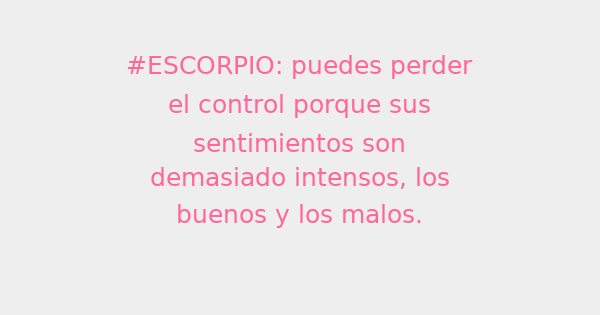 #ESCORPIO: puedes perder
el control porque sus
sentimientos son
demasiado intensos, los
buenos y los malos.